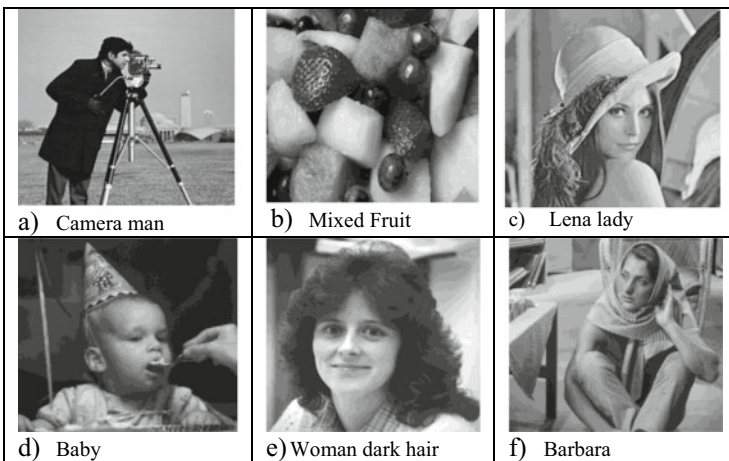 a) Camera man
b) Mixed Fruit
c) Lena lady
d) Baby
e) Woman dark hair
f) Barbara